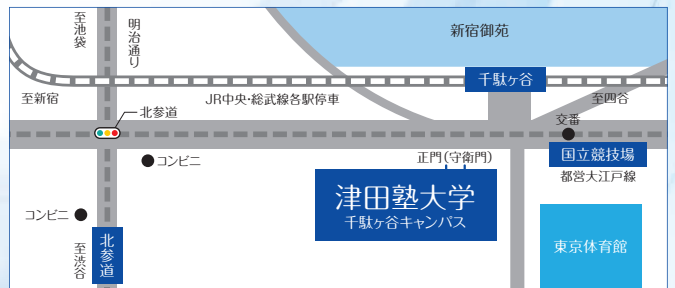 至池袋
明治通り
新宿御苑
千駄ヶ谷
至新宿
JR中央・総武線各駅停車
至四谷
北参道
交番
コンビニ
正門(守衛門)
国立競技場
都営大江戸線
津田塾大学
千駄ヶ谷キャンパス
コンビニ
北参道
至渋谷
東京体育館